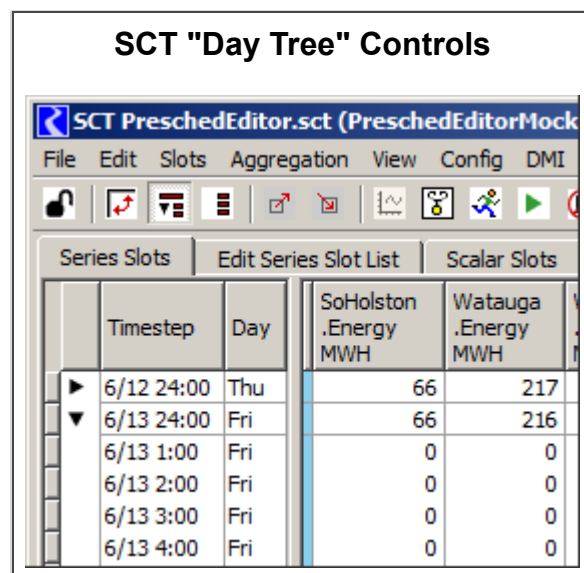 SCT "Day Tree" Controls
SCT PreschedEditor.sct (PreschedEditorMock
File Edit Slots Aggregation View Config DMI
Series Slots Edit Series Slot List Scalar Slots
Timestep Day SoHolston .Energy MWH Watauga .Energy MWH
6/12 24:00 Thu 66 217
6/13 24:00 Fri 66 216
6/13 1:00 Fri 0 0
6/13 2:00 Fri 0 0
6/13 3:00 Fri 0 0
6/13 4:00 Fri 0 0